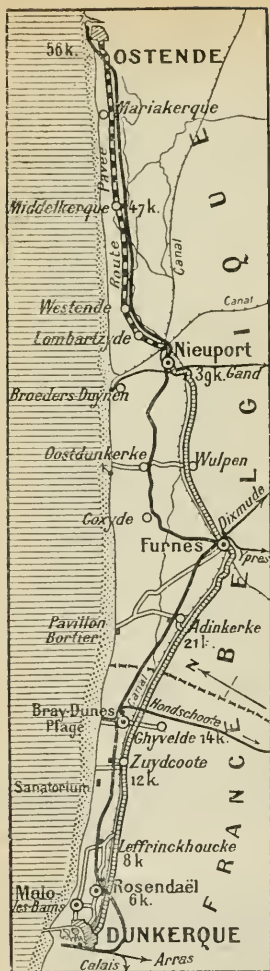 56k.
OSTENDE
Mariakerque
Pavée
Middelkerque
47k.
Route
Canal
BELGIQUE
Westende
Canal
Lombartzyde
Nieuport
39k.
Gand
Broeders-Duynen
Oostdunkerke
Wulpen
Dixmude
Coxyde
Furnes
Ypres
Pavillon
Bortier
Adinkerke
21k.
N
Canal
Hondschoote
Bray-Dunes
Plage
Ghyvelde 14k.
Zuydcoote
12k.
Sanatorium
FRANCE
Leffrinckhoucke
8k
Malo-
les-Bains
Rosendaël
6k.
DUNKERQUE
Calais
Arras